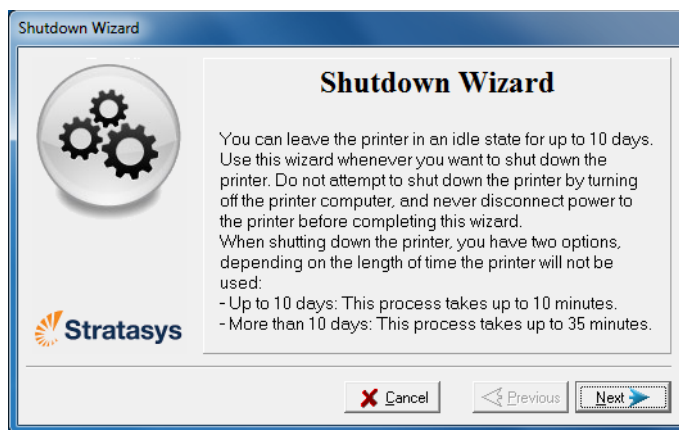 Shutdown Wizard
Shutdown Wizard
You can leave the printer in an idle state for up to 10 days.
Use this wizard whenever you want to shut down the
printer. Do not attempt to shut down the printer by turning
off the printer computer, and never disconnect power to
the printer before completing this wizard.
When shutting down the printer, you have two options,
depending on the length of time the printer will not be
used:
- Up to 10 days: This process takes up to 10 minutes.
- More than 10 days: This process takes up to 35 minutes.
Stratasys
Cancel
Previous
Next